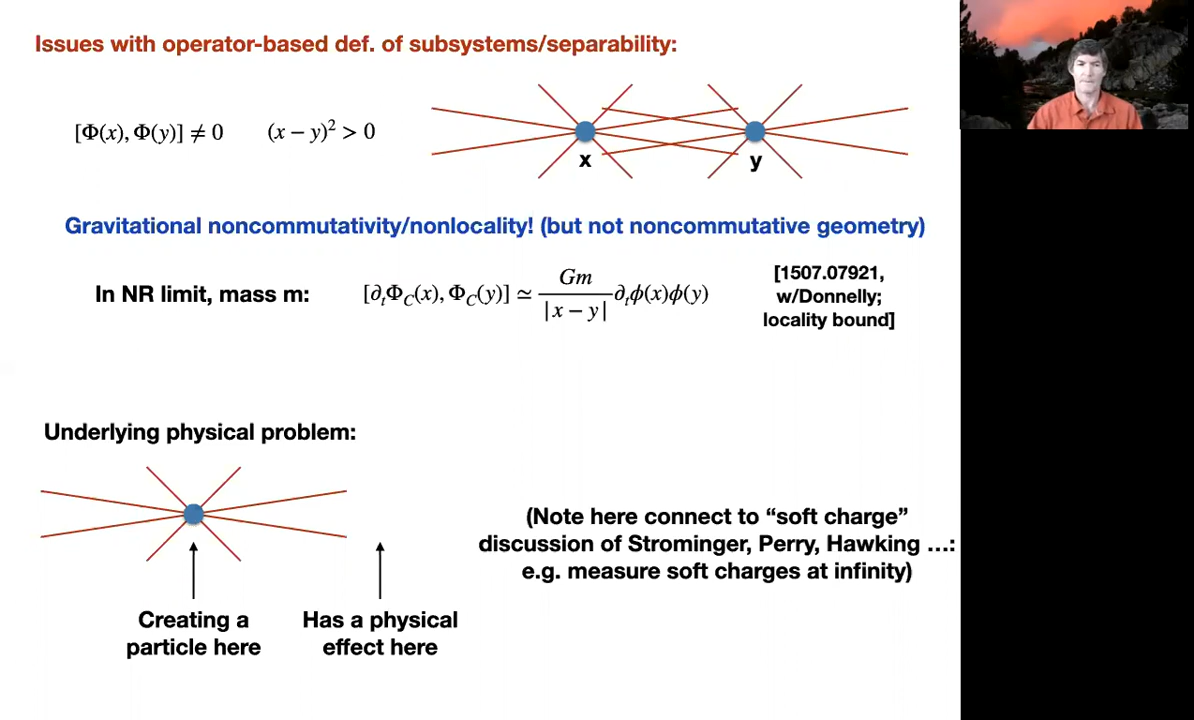 Issues with operator-based def. of subsystems/separability:
[Φ(x), Φ(y)] ≠ 0 (x − y)² > 0
x y
Gravitational noncommutativity/nonlocality! (but not noncommutative geometry)
In NR limit, mass m: [∂ₜΦ_C(x), Φ_C(y)] ≃ Gm / |x − y| ∂ₜϕ(x)ϕ(y)
[1507.07921,
w/Donnelly;
locality bound]
Underlying physical problem:
(Note here connect to “soft charge”
discussion of Strominger, Perry, Hawking …:
e.g. measure soft charges at infinity)
Creating a
particle here
Has a physical
effect here